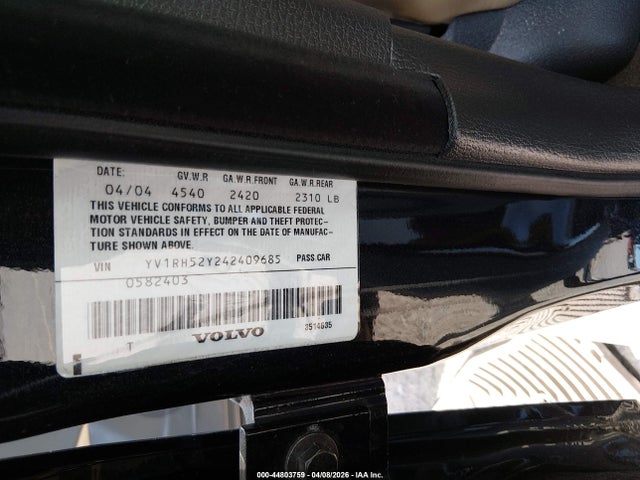 DATE: GV.W.R GA.W.R.FRONT GA.W.R.REAR
04/04 4540 2420 2310 LB
THIS VEHICLE CONFORMS TO ALL APPLICABLE FEDERAL
MOTOR VEHICLE SAFETY, BUMPER AND THEFT PROTEC-
TION STANDARDS IN EFFECT ON THE DATE OF MANUFAC-
TURE SHOWN ABOVE.
VIN YV1RH52Y242409685 PASS.CAR
0582403
T VOLVO 3514635
000-44803759 - 04/08/2026 - IAA Inc.